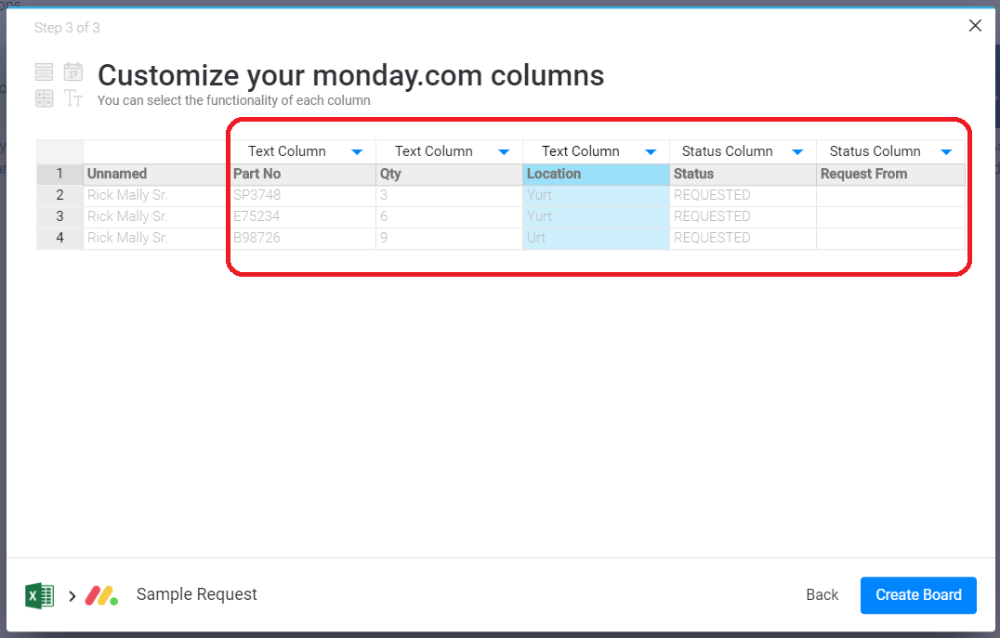 Step 3 of 3
Customize your monday.com columns
You can select the functionality of each column
Text Column Text Column Text Column Status Column Status Column
1 Unnamed Part No Qty Location Status Request From
2 Rick Mally Sr. SP3748 3 Yurt REQUESTED
3 Rick Mally Sr. E75234 6 Yurt REQUESTED
4 Rick Mally Sr. B98726 9 Urt REQUESTED
Sample Request Back Create Board